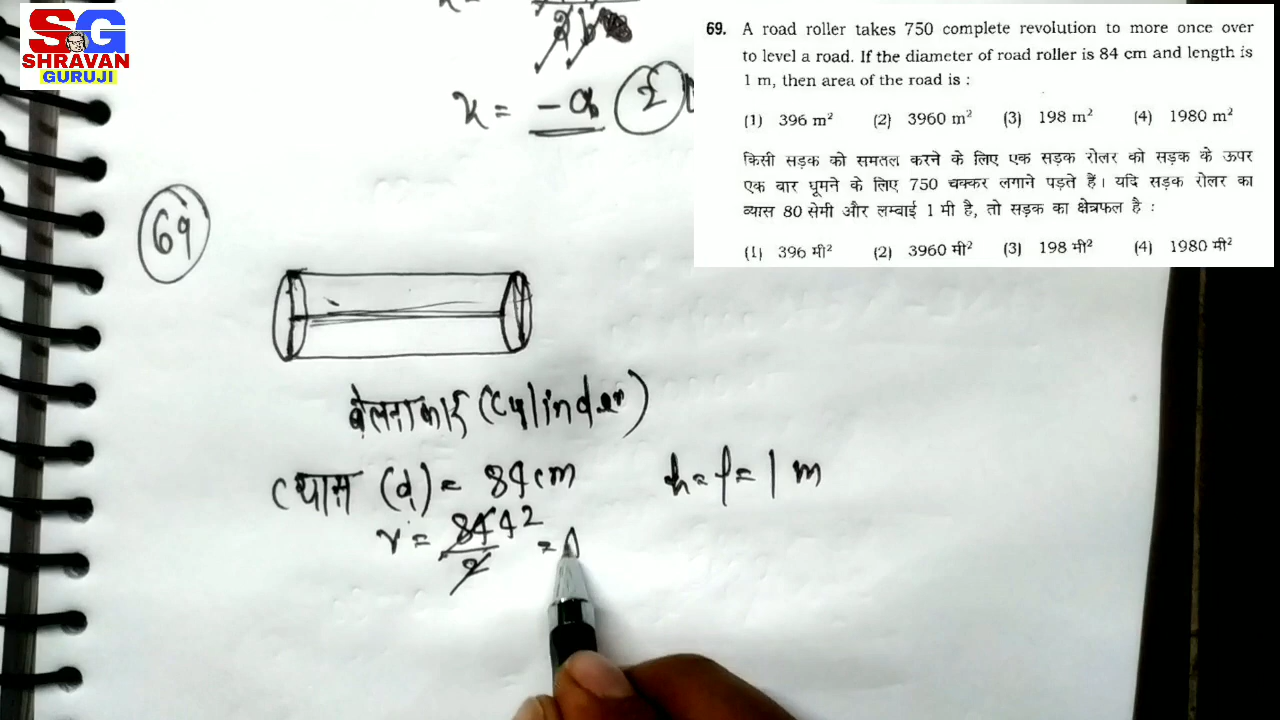 SG
SHRAVAN
GURUJI
69. A road roller takes 750 complete revolution to more once over
to level a road. If the diameter of road roller is 84 cm and length is
1 m, then area of the road is :
(1) 396 m² (2) 3960 m² (3) 198 m² (4) 1980 m²
किसी सड़क को समतल करने के लिए एक सड़क रोलर को सड़क के ऊपर
एक बार घूमने के लिए 750 चक्कर लगाने पड़ते हैं। यदि सड़क रोलर का
व्यास 80 सेमी और लम्बाई 1 मी है, तो सड़क का क्षेत्रफल है :
(1) 396 मी² (2) 3960 मी² (3) 198 मी² (4) 1980 मी²
x = -a
69
बेलनाकार (Cylinder)
व्यास (d) = 84cm h = l = 1 m
r = 84/2 42 =